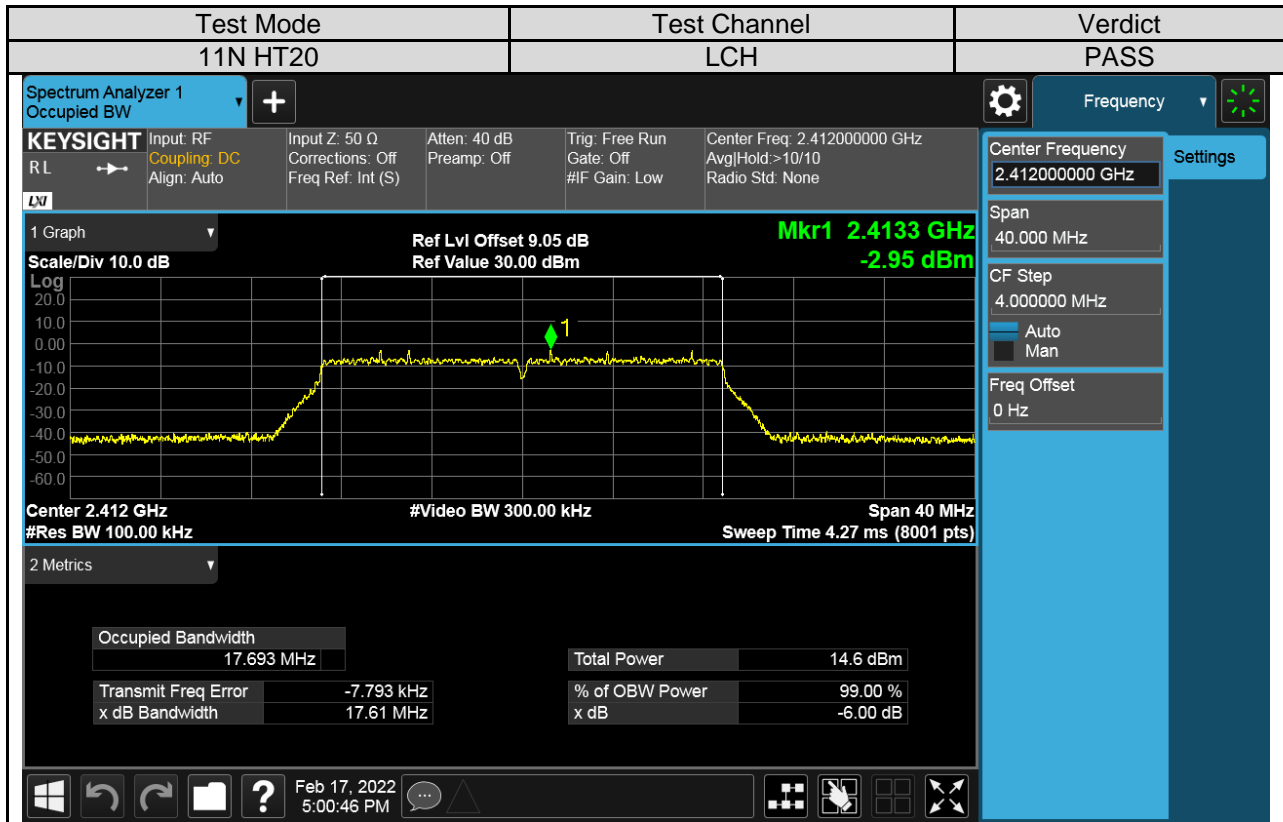 Test Mode Test Channel Verdict
11N HT20 LCH PASS
Spectrum Analyzer 1
Occupied BW
+
Frequency
KEYSIGHT Input: RF Input Z: 50 Ω Atten: 40 dB Trig: Free Run Center Freq: 2.412000000 GHz
RL Coupling: DC Corrections: Off Preamp: Off Gate: Off Avg|Hold:>10/10
Align: Auto Freq Ref: Int (S) #IF Gain: Low Radio Std: None
LXI
Center Frequency
2.412000000 GHz
Settings
Span
40.000 MHz
CF Step
4.000000 MHz
Auto
Man
Freq Offset
0 Hz
1 Graph Ref Lvl Offset 9.05 dB Mkr1 2.4133 GHz
Scale/Div 10.0 dB Ref Value 30.00 dBm -2.95 dBm
Log
20.0
10.0
1
0.00
-10.0
-20.0
-30.0
-40.0
-50.0
-60.0
Center 2.412 GHz #Video BW 300.00 kHz Span 40 MHz
#Res BW 100.00 kHz Sweep Time 4.27 ms (8001 pts)
2 Metrics
Occupied Bandwidth
17.693 MHz Total Power 14.6 dBm
Transmit Freq Error -7.793 kHz % of OBW Power 99.00 %
x dB Bandwidth 17.61 MHz x dB -6.00 dB
? Feb 17, 2022
5:00:46 PM